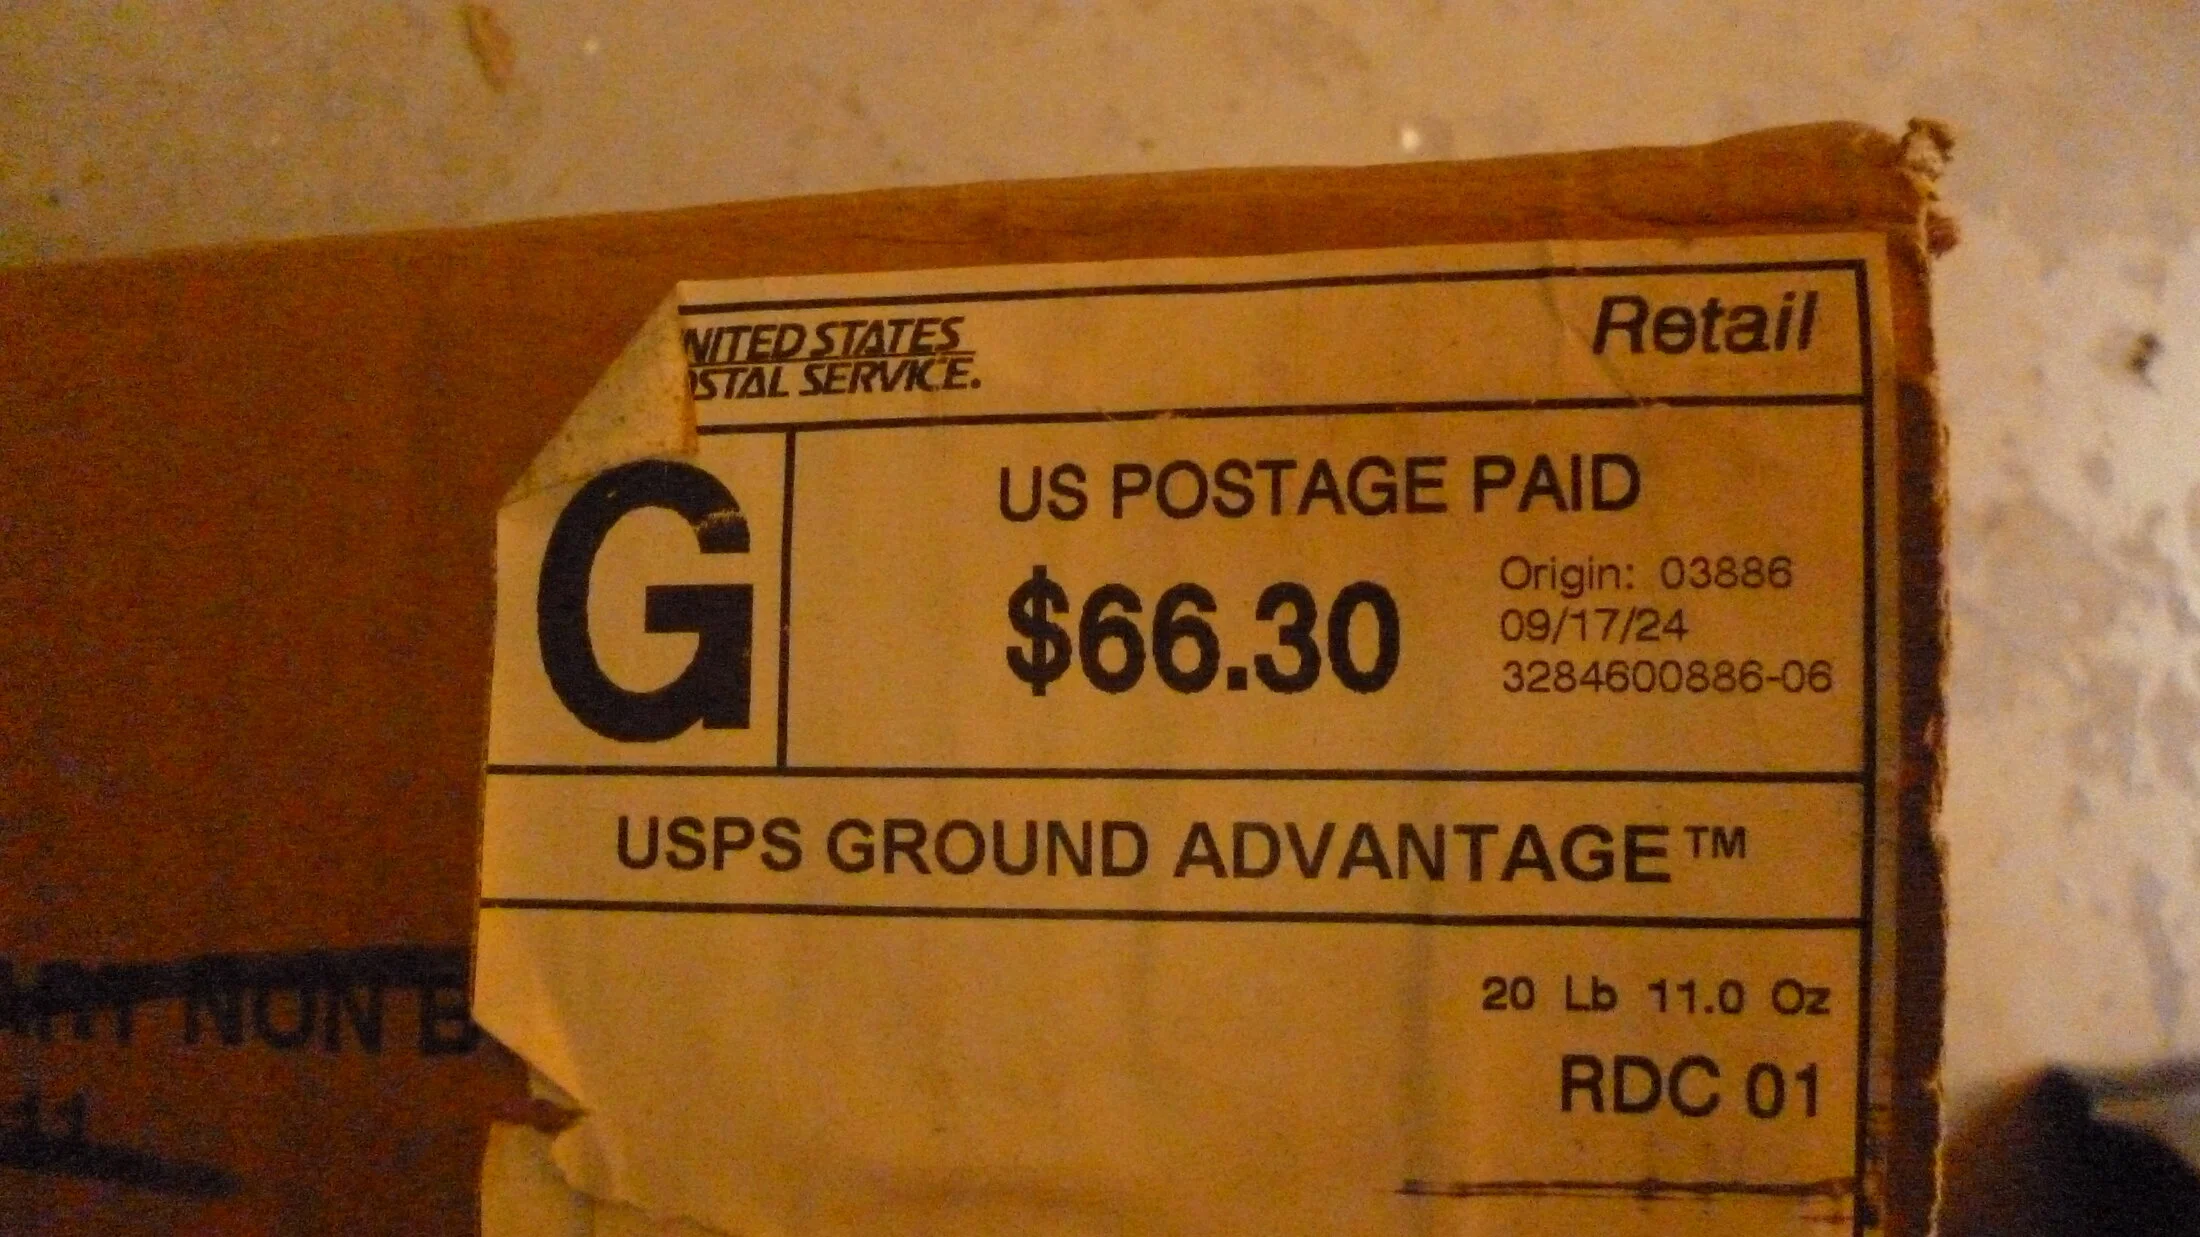 NITED STATES
OSTAL SERVICE.
Retail
G
US POSTAGE PAID
$66.30
Origin: 03886
09/17/24
3284600886-06
USPS GROUND ADVANTAGE™
20 Lb 11.0 Oz
RDC 01
NON B